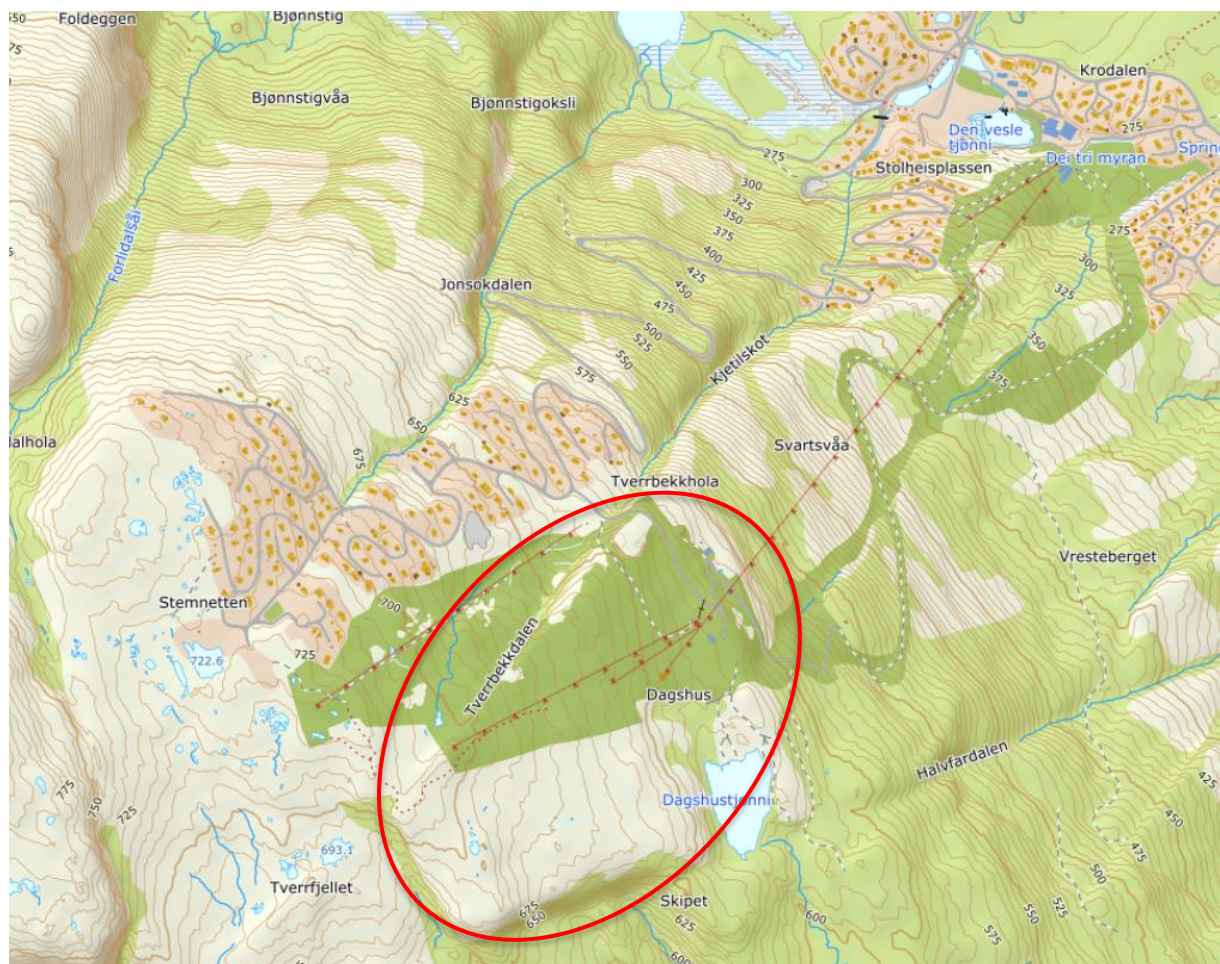 650
Foldeggen
Bjønnstig
675
Bjønnstigvåa
Bjønnstigoksli
Krodalen
275
Den vesle
tjønni
275
Stolheisplassen
Dei tri myran
300
325
350
375
275
Forlidalsåi
400
425
450
300
325
Jonsokdalen
475
500
525
550
575
Kjetilskot
350
375
625
650
675
Svartsvåa
Tverrbekkhola
Vresteberget
Stemnetten
700
725
722.6
Tverrbekkdalen
Dagshus
Halvfardalen
Dagshustjønni
775
750
725
425
450
475
500
525
550
575
693.1
Tverrfjellet
675
650
Skipet
625
600
600